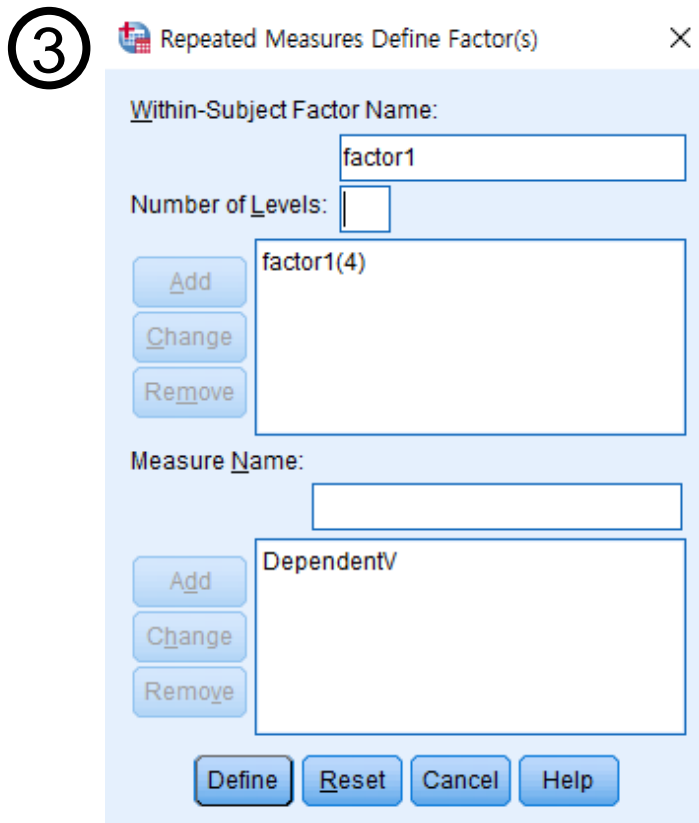 ③ Repeated Measures Define Factor(s)
Within-Subject Factor Name:
factor1
Number of Levels:
factor1(4)
Add
Change
Remove
Measure Name:
DependentV
Add
Change
Remove
Define Reset Cancel Help